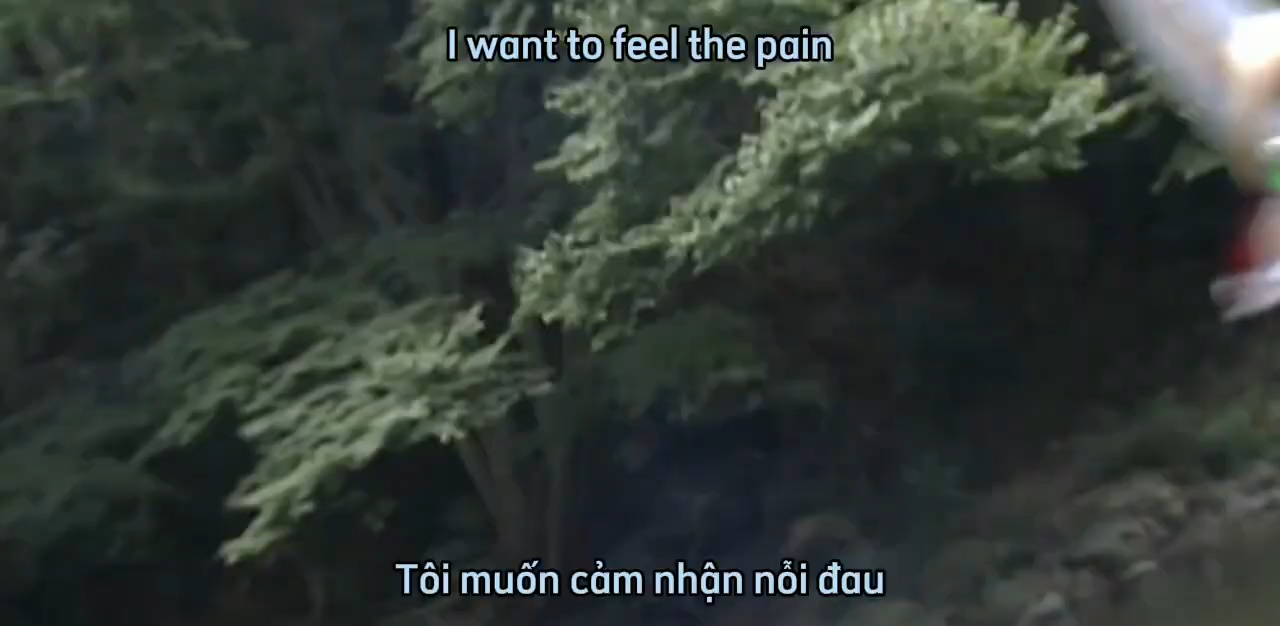 I want to feel the pain
Tôi muốn cảm nhận nỗi đau